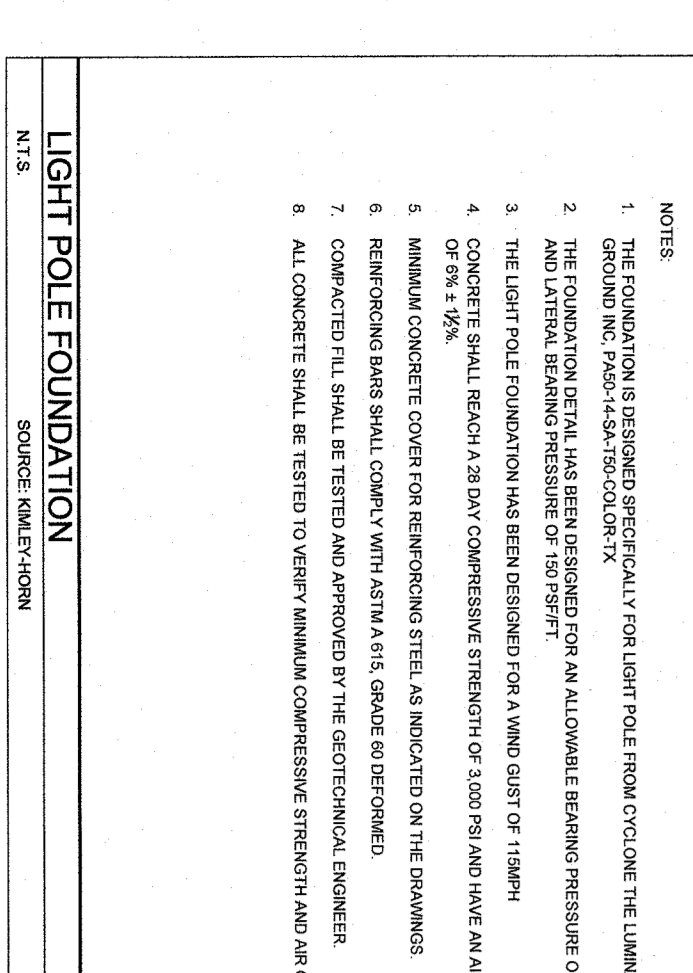 NOTES:
1. THE FOUNDATION IS DESIGNED SPECIFICALLY FOR LIGHT POLE FROM CYCLONE THE LUMIN
GROUND INC, PA50-14-SA-T50-COLOR-TX
2. THE FOUNDATION DETAIL HAS BEEN DESIGNED FOR AN ALLOWABLE BEARING PRESSURE O
AND LATERAL BEARING PRESSURE OF 150 PSF/FT.
3. THE LIGHT POLE FOUNDATION HAS BEEN DESIGNED FOR A WIND GUST OF 115MPH
4. CONCRETE SHALL REACH A 28 DAY COMPRESSIVE STRENGTH OF 3,000 PSI AND HAVE AN AI
OF 6% ± 1½%.
5. MINIMUM CONCRETE COVER FOR REINFORCING STEEL AS INDICATED ON THE DRAWINGS.
6. REINFORCING BARS SHALL COMPLY WITH ASTM A 615, GRADE 60 DEFORMED.
7. COMPACTED FILL SHALL BE TESTED AND APPROVED BY THE GEOTECHNICAL ENGINEER.
8. ALL CONCRETE SHALL BE TESTED TO VERIFY MINIMUM COMPRESSIVE STRENGTH AND AIR
LIGHT POLE FOUNDATION
N.T.S. SOURCE: KIMLEY-HORN